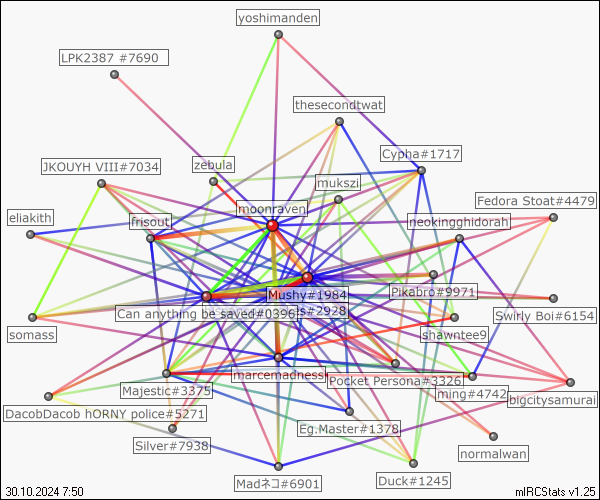 yoshimanden
LPK2387 #7690
thesecondtwat
Cypha#1717
JKOUYH VIII#7034
zebula
mukszi
Fedora Stoat#4479
moonraven
eliakith
frisout
neokingghidorah
Mushy#1984
Pikabro#9971
Can anything be saved#0396
s#2928
Swirly Boi#6154
somass
shawntee9
marcemadness
Pocket Persona#3326
Majestic#3375
ming#4742
bigcitysamurai
DacobDacob hORNY police#5271
Eg.Master#1378
Silver#7938
normalwan
Madネコ#6901
Duck#1245
30.10.2024 7:50
mIRCStats v1.25